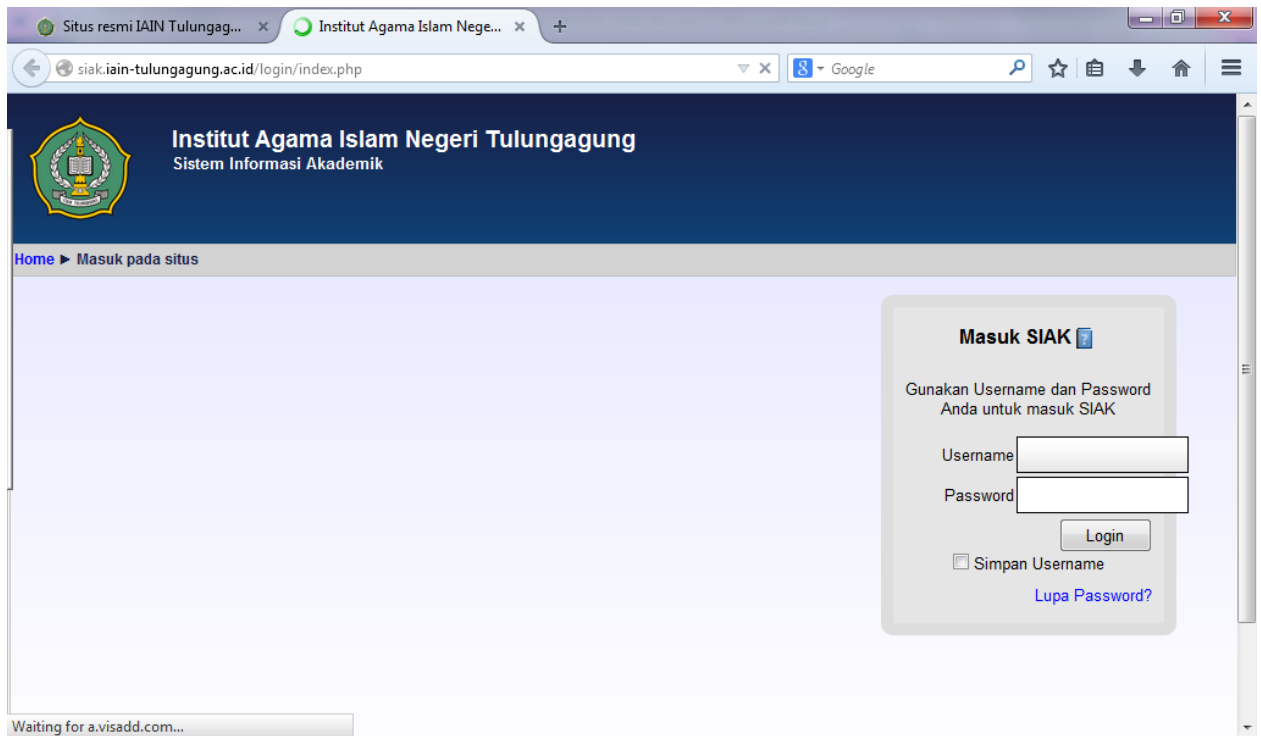 Situs resmi IAIN Tulungag...
Institut Agama Islam Nege...
siak.iain-tulungagung.ac.id/login/index.php
Google
Institut Agama Islam Negeri Tulungagung
Sistem Informasi Akademik
Home ► Masuk pada situs
Masuk SIAK
Gunakan Username dan Password
Anda untuk masuk SIAK
Username
Password
Login
Simpan Username
Lupa Password?
Waiting for a.visadd.com...